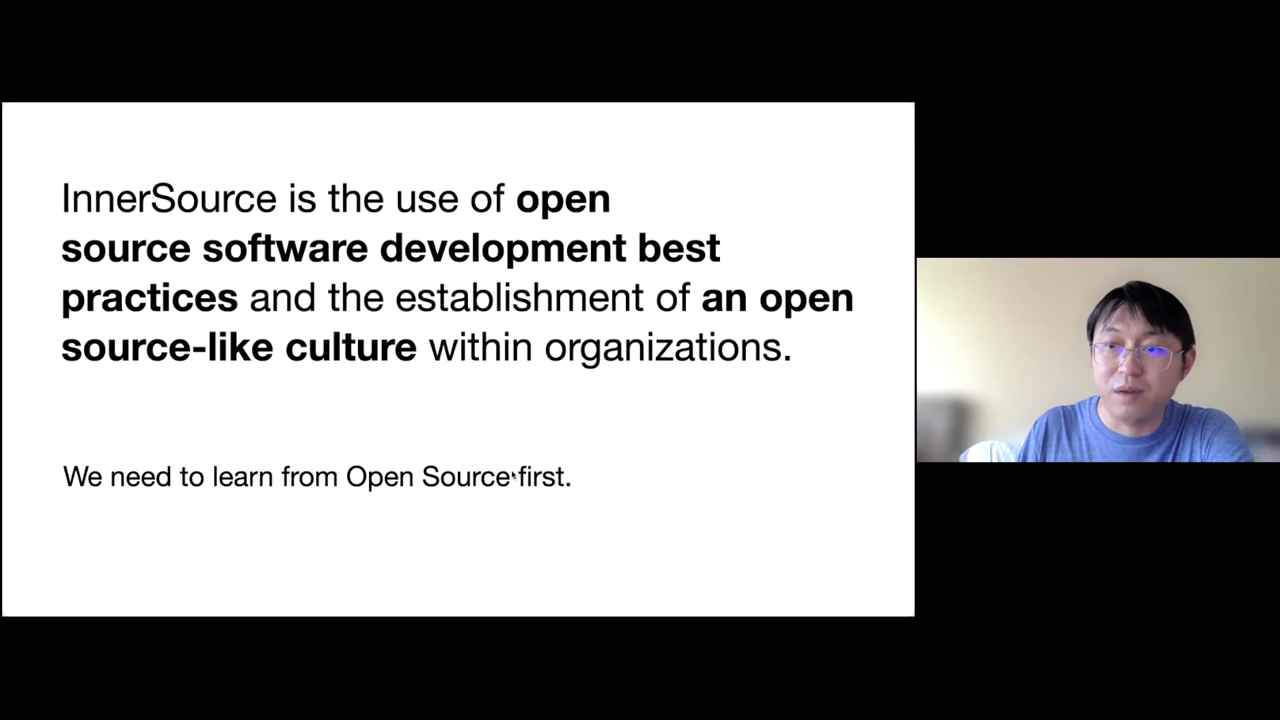 InnerSource is the use of open
source software development best
practices and the establishment of an open
source-like culture within organizations.
We need to learn from Open Source first.